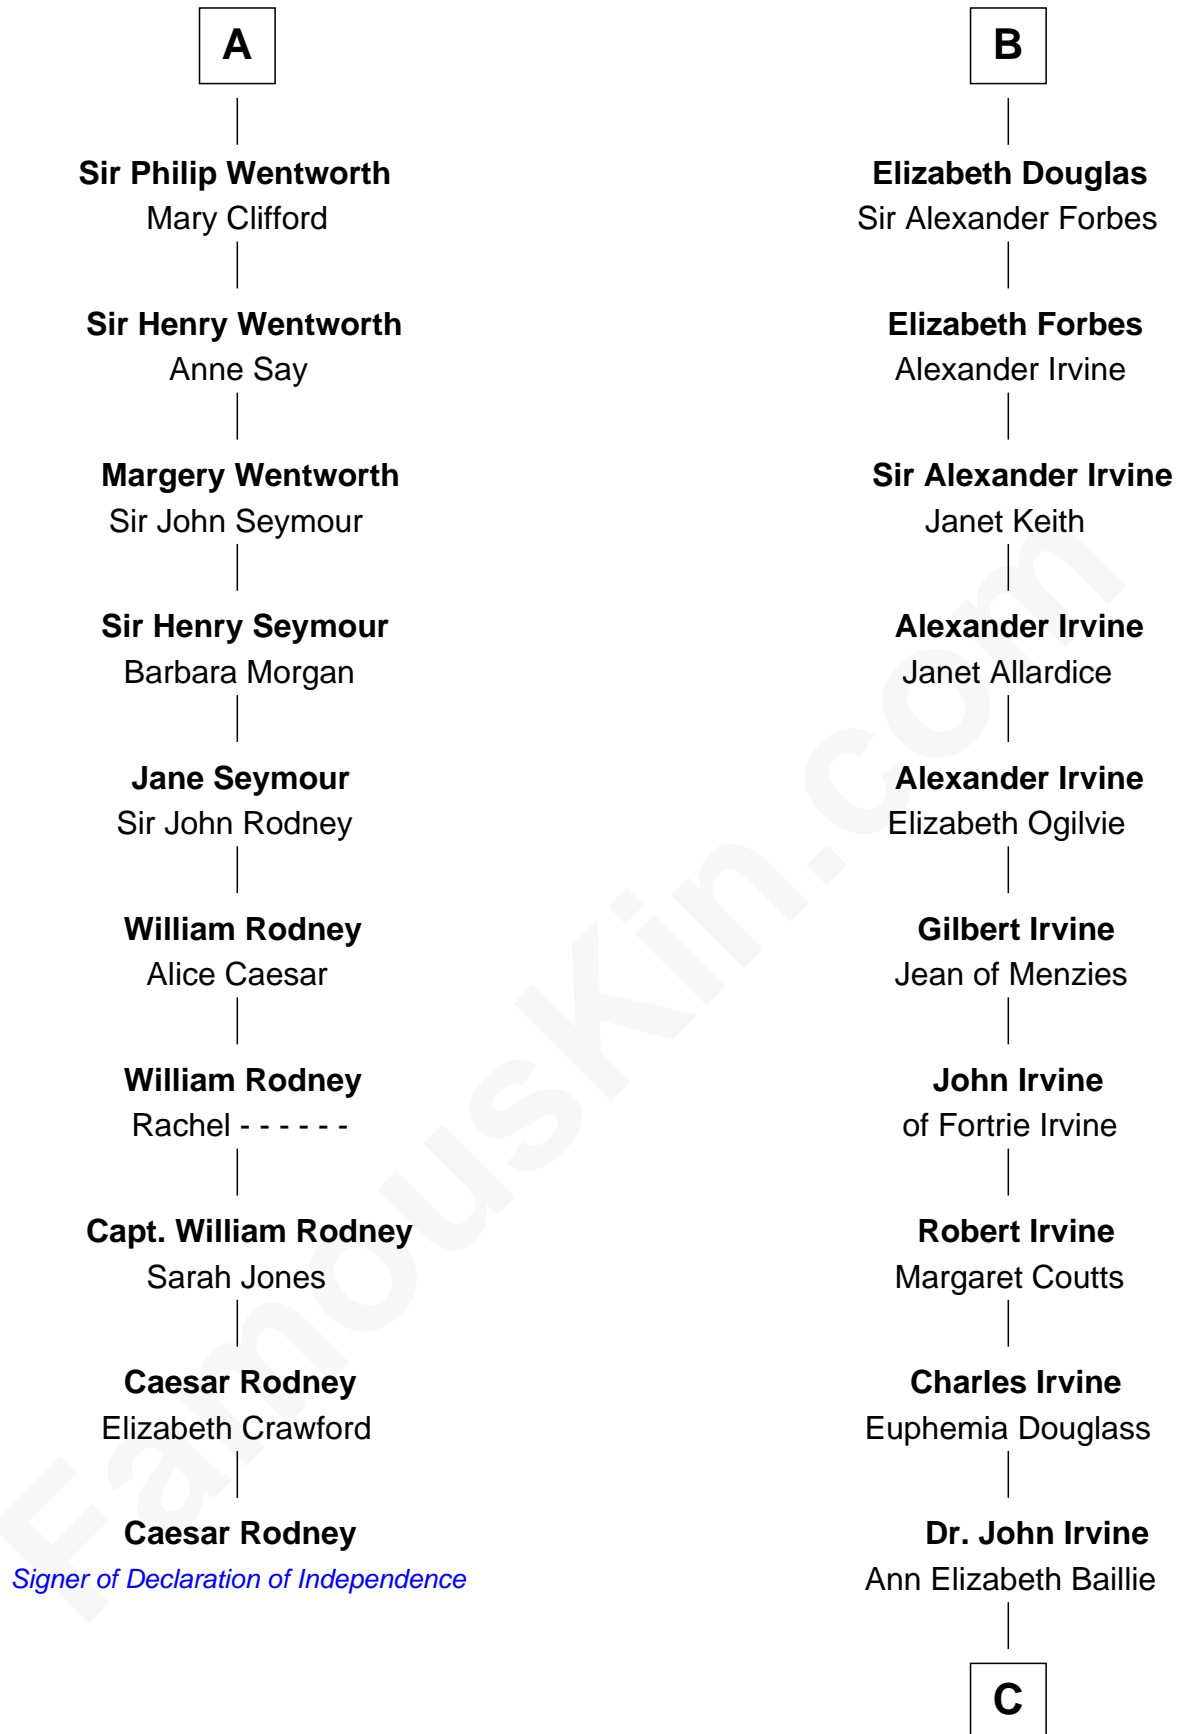 A
Sir Philip Wentworth
Mary Clifford
Sir Henry Wentworth
Anne Say
Margery Wentworth
Sir John Seymour
Sir Henry Seymour
Barbara Morgan
Jane Seymour
Sir John Rodney
William Rodney
Alice Caesar
William Rodney
Rachel - - - - - -
Capt. William Rodney
Sarah Jones
Caesar Rodney
Elizabeth Crawford
Caesar Rodney
Signer of Declaration of Independence
B
Elizabeth Douglas
Sir Alexander Forbes
Elizabeth Forbes
Alexander Irvine
Sir Alexander Irvine
Janet Keith
Alexander Irvine
Janet Allardice
Alexander Irvine
Elizabeth Ogilvie
Gilbert Irvine
Jean of Menzies
John Irvine
of Fortrie Irvine
Robert Irvine
Margaret Coutts
Charles Irvine
Euphemia Douglass
Dr. John Irvine
Ann Elizabeth Baillie
C
FamousKin.com